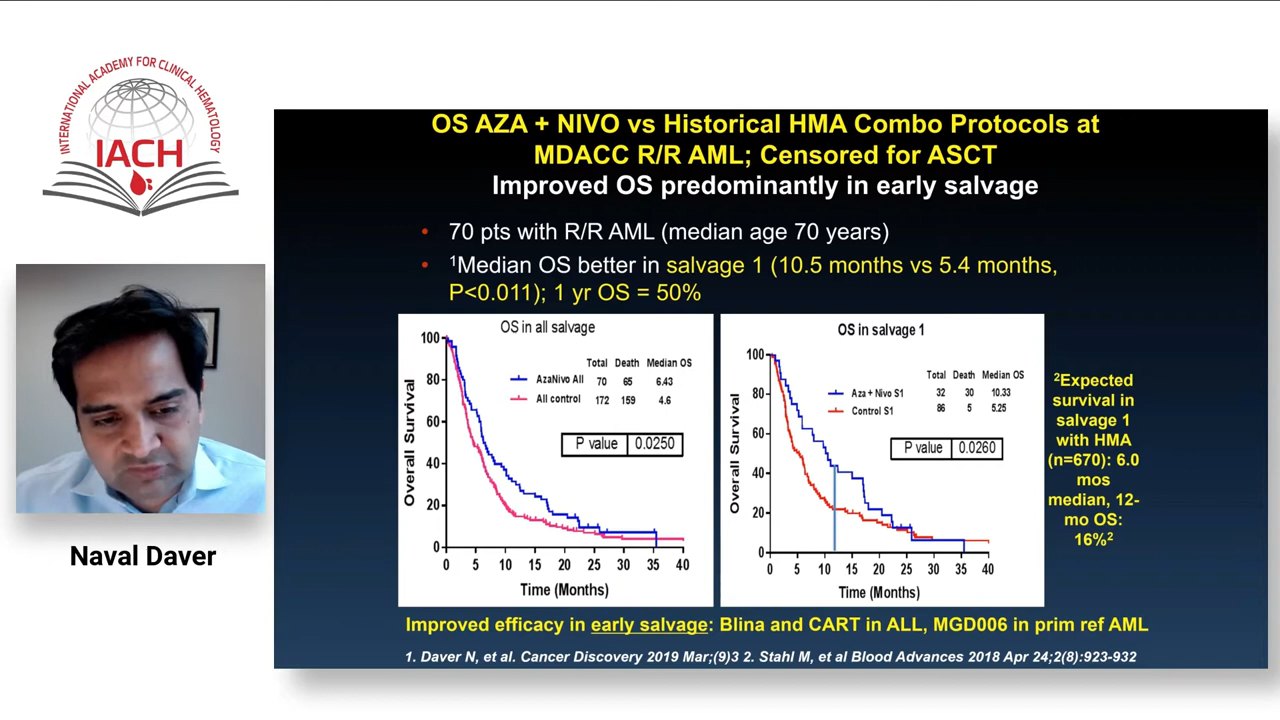 INTERNATIONAL ACADEMY FOR CLINICAL HEMATOLOGY
IACH
Naval Daver
OS AZA + NIVO vs Historical HMA Combo Protocols at
MDACC R/R AML; Censored for ASCT
Improved OS predominantly in early salvage
• 70 pts with R/R AML (median age 70 years)
• ¹Median OS better in salvage 1 (10.5 months vs 5.4 months,
P<0.011); 1 yr OS = 50%
OS in all salvage
Total Death Median OS
AzaNivo All 70 65 6.43
All control 172 159 4.6
P value 0.0250
Overall Survival
100
80
60
40
20
0
0 5 10 15 20 25 30 35 40
Time (Months)
OS in salvage 1
Total Death Median OS
Aza + Nivo S1 32 30 10.33
Control S1 86 5 5.25
P value 0.0260
Overall Survival
100
80
60
40
20
0
0 5 10 15 20 25 30 35 40
Time (Months)
²Expected
survival in
salvage 1
with HMA
(n=670): 6.0
mos
median, 12-
mo OS:
16%²
Improved efficacy in early salvage: Blina and CART in ALL, MGD006 in prim ref AML
1. Daver N, et al. Cancer Discovery 2019 Mar;(9)3 2. Stahl M, et al Blood Advances 2018 Apr 24;2(8):923-932